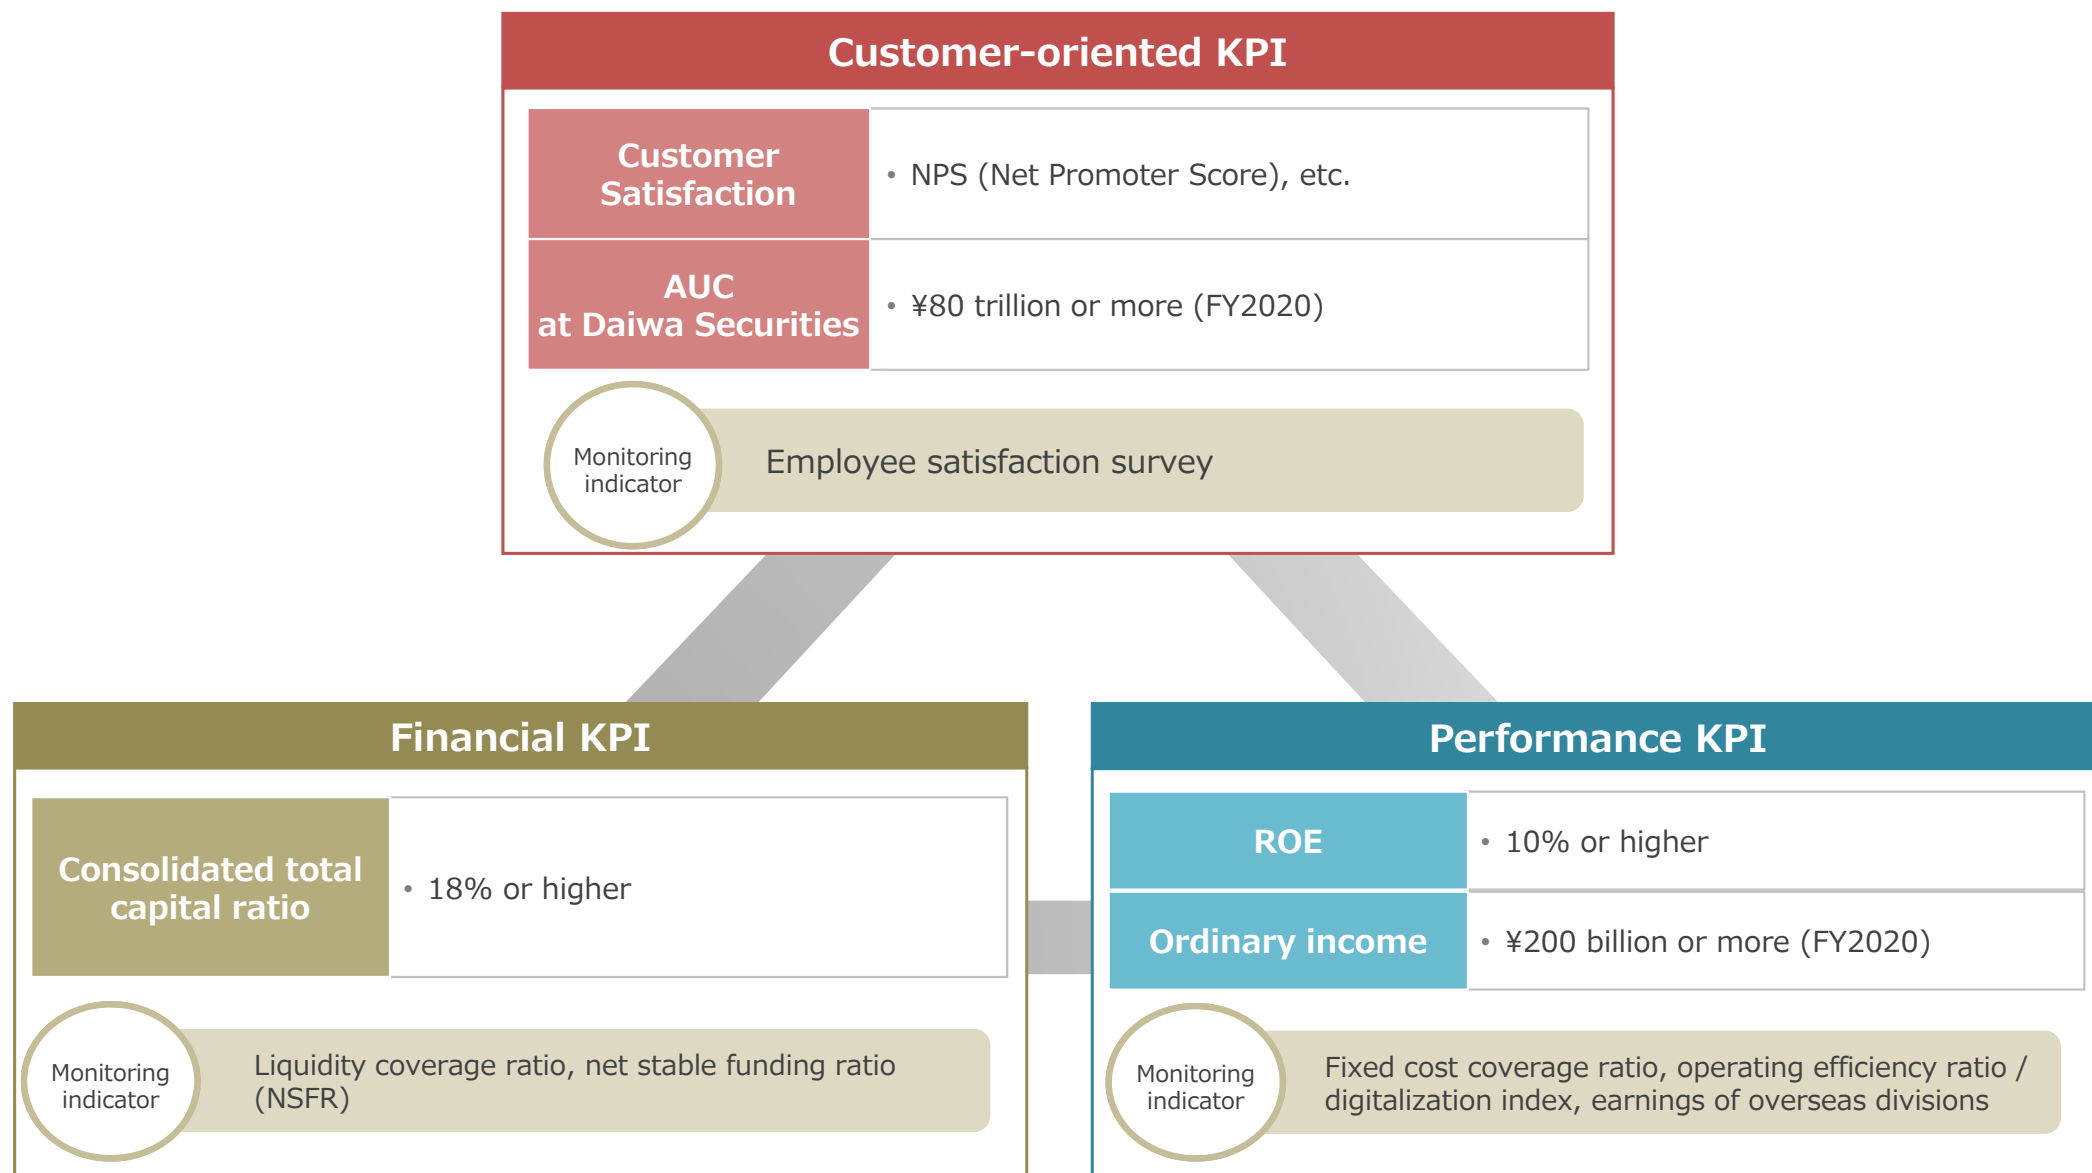 Customer-oriented KPI
Customer
Satisfaction
• NPS (Net Promoter Score), etc.
AUC
at Daiwa Securities
• ¥80 trillion or more (FY2020)
Monitoring
indicator
Employee satisfaction survey
Financial KPI
Consolidated total
capital ratio
• 18% or higher
Monitoring
indicator
Liquidity coverage ratio, net stable funding ratio
(NSFR)
Performance KPI
ROE
• 10% or higher
Ordinary income
• ¥200 billion or more (FY2020)
Monitoring
indicator
Fixed cost coverage ratio, operating efficiency ratio /
digitalization index, earnings of overseas divisions